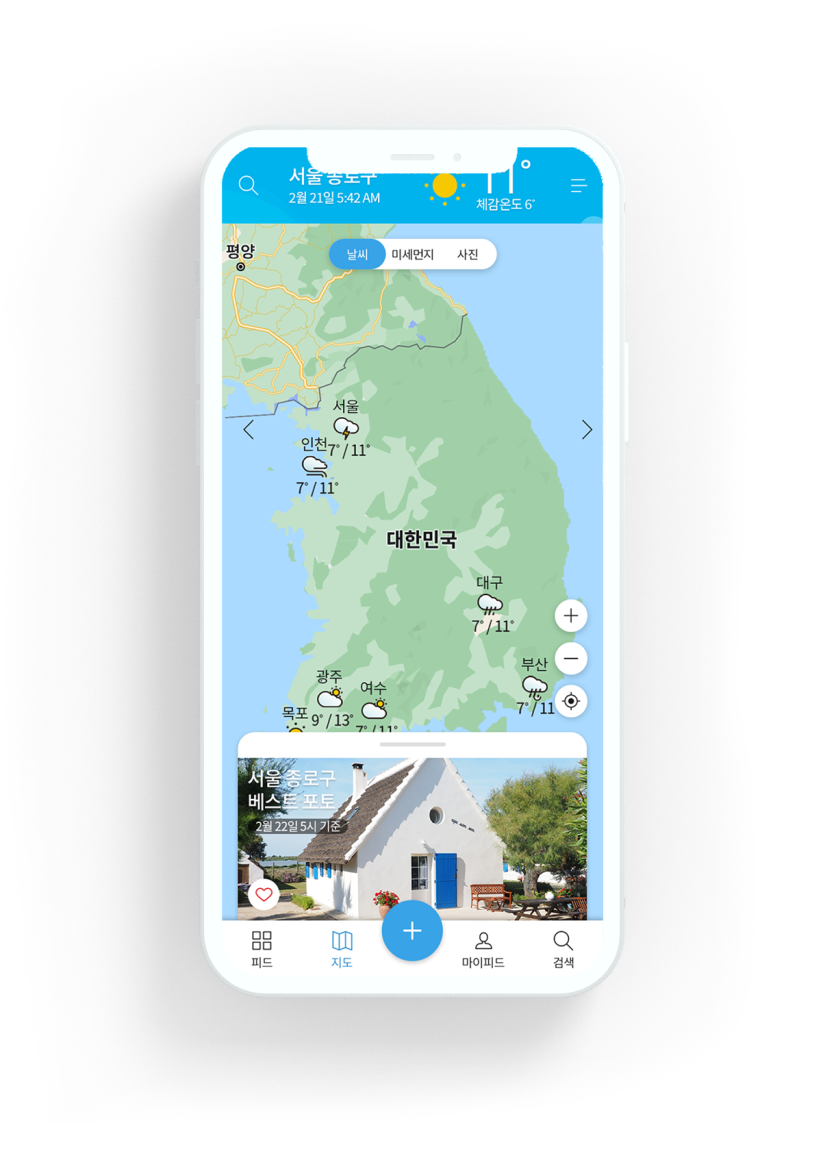 서울 종로구
11°
2월 21일 5:42 AM
체감온도 6°
평양
날씨
미세먼지
사진
서울
7° / 11°
인천
7° / 11°
대한민국
대구
7° / 11°
부산
7° / 11
광주
9° / 13°
여수
7° / 11°
목포
서울 종로구
베스트 포토
2월 22일 5시 기준
피드
지도
마이피드
검색